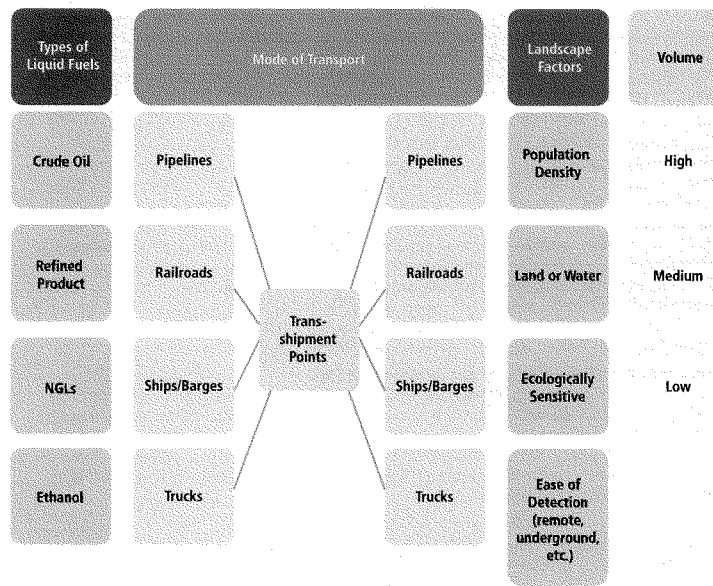 Types of
Liquid Fuels
Mode of Transport
Landscape
Factors
Volume
Crude Oil
Pipelines
Pipelines
Population
Density
High
Refined
Product
Railroads
Railroads
Land or Water
Medium
Trans-
shipment
Points
NGLs
Ships/Barges
Ships/Barges
Ecologically
Sensitive
Low
Ethanol
Trucks
Trucks
Ease of
Detection
(remote,
underground,
etc.)